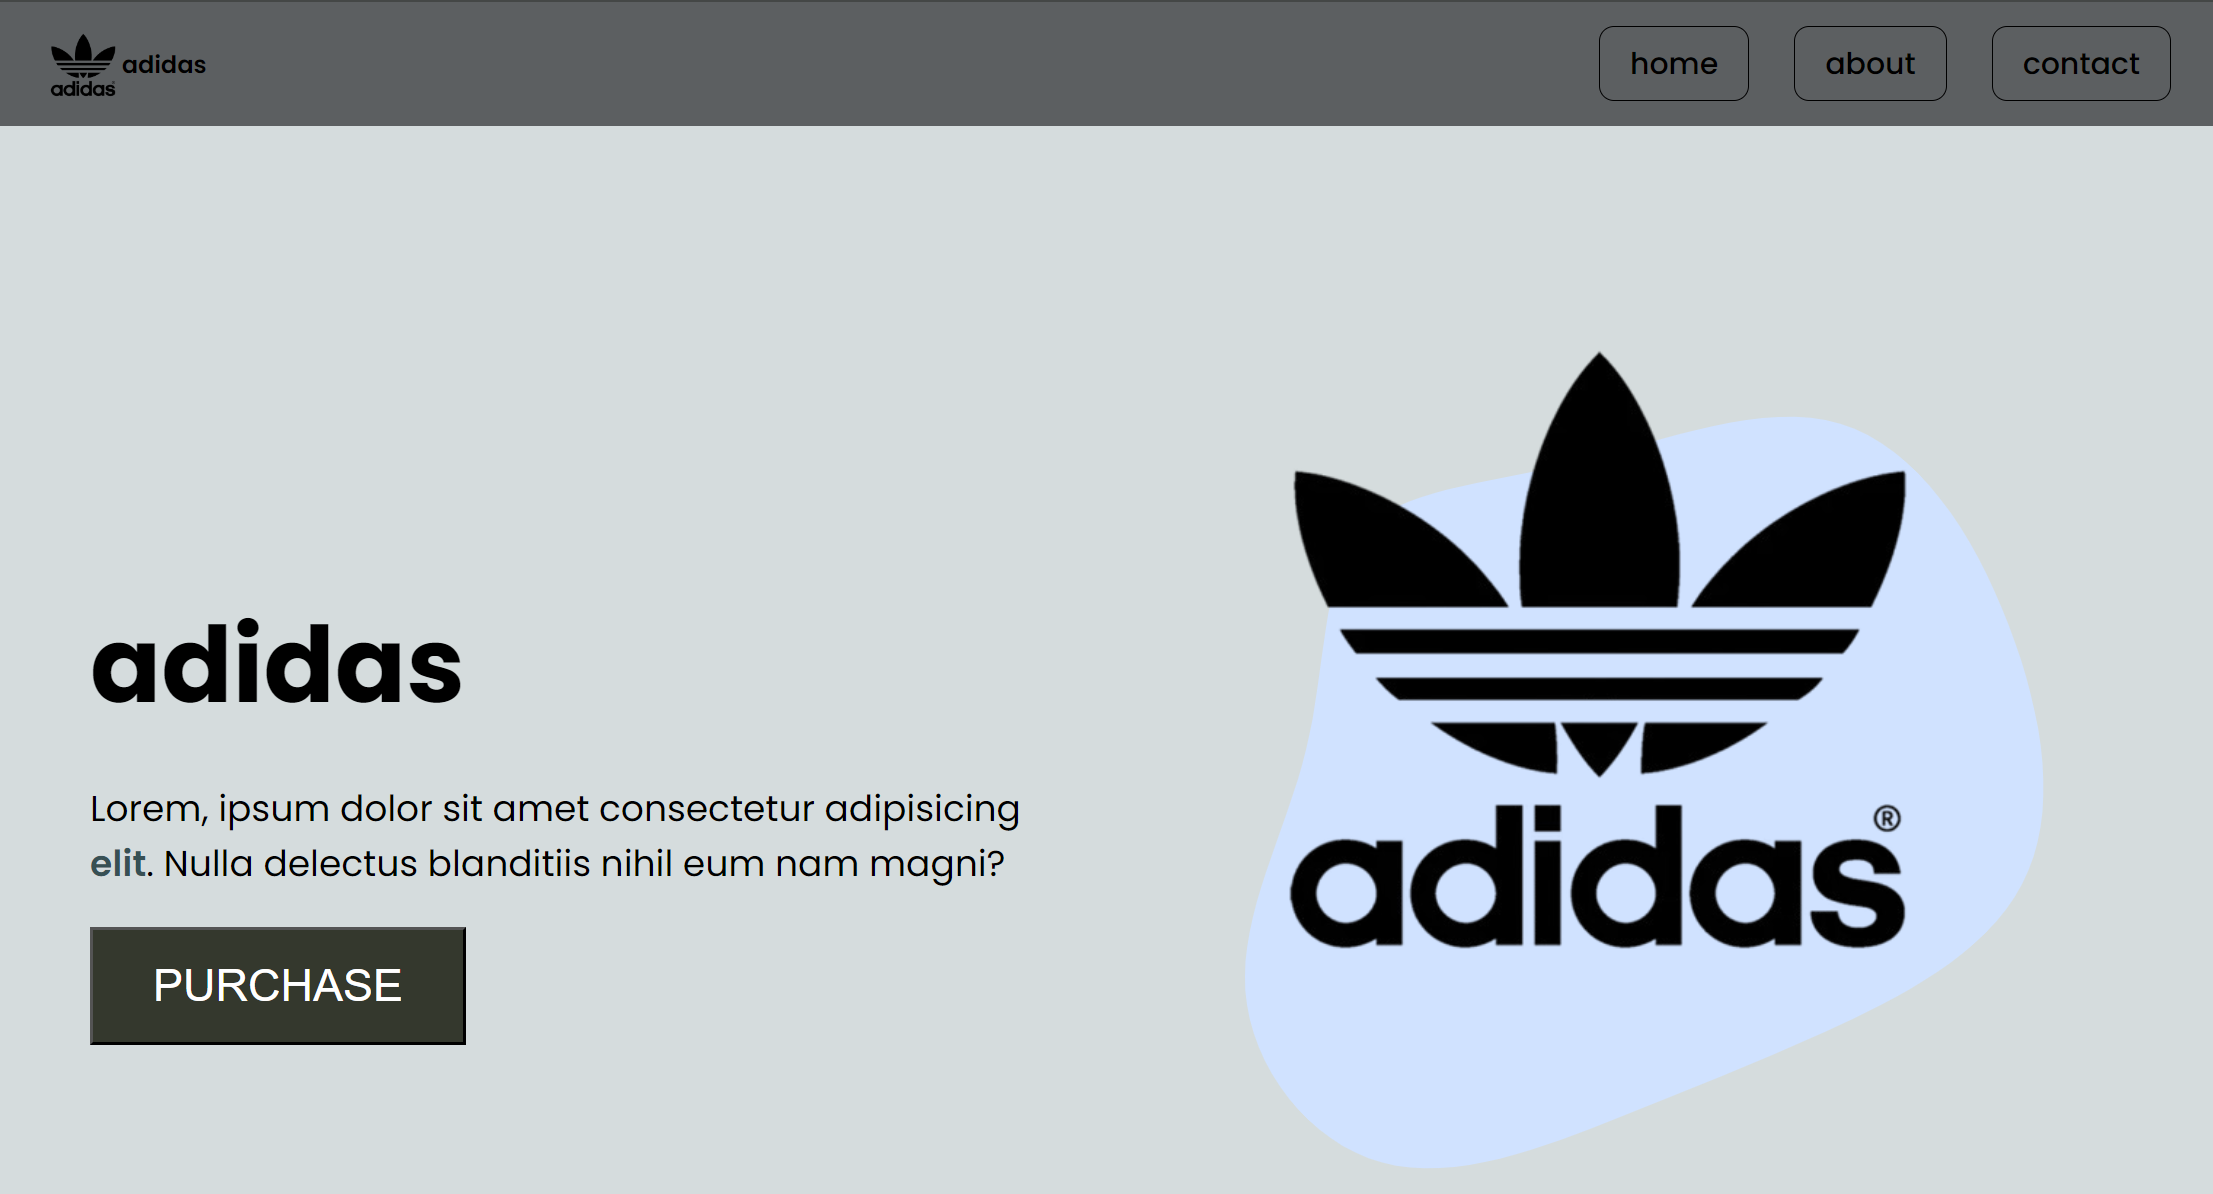 adidas
adidas
home
about
contact
adidas
Lorem, ipsum dolor sit amet consectetur adipisicing
elit. Nulla delectus blanditiis nihil eum nam magni?
PURCHASE
adidas®